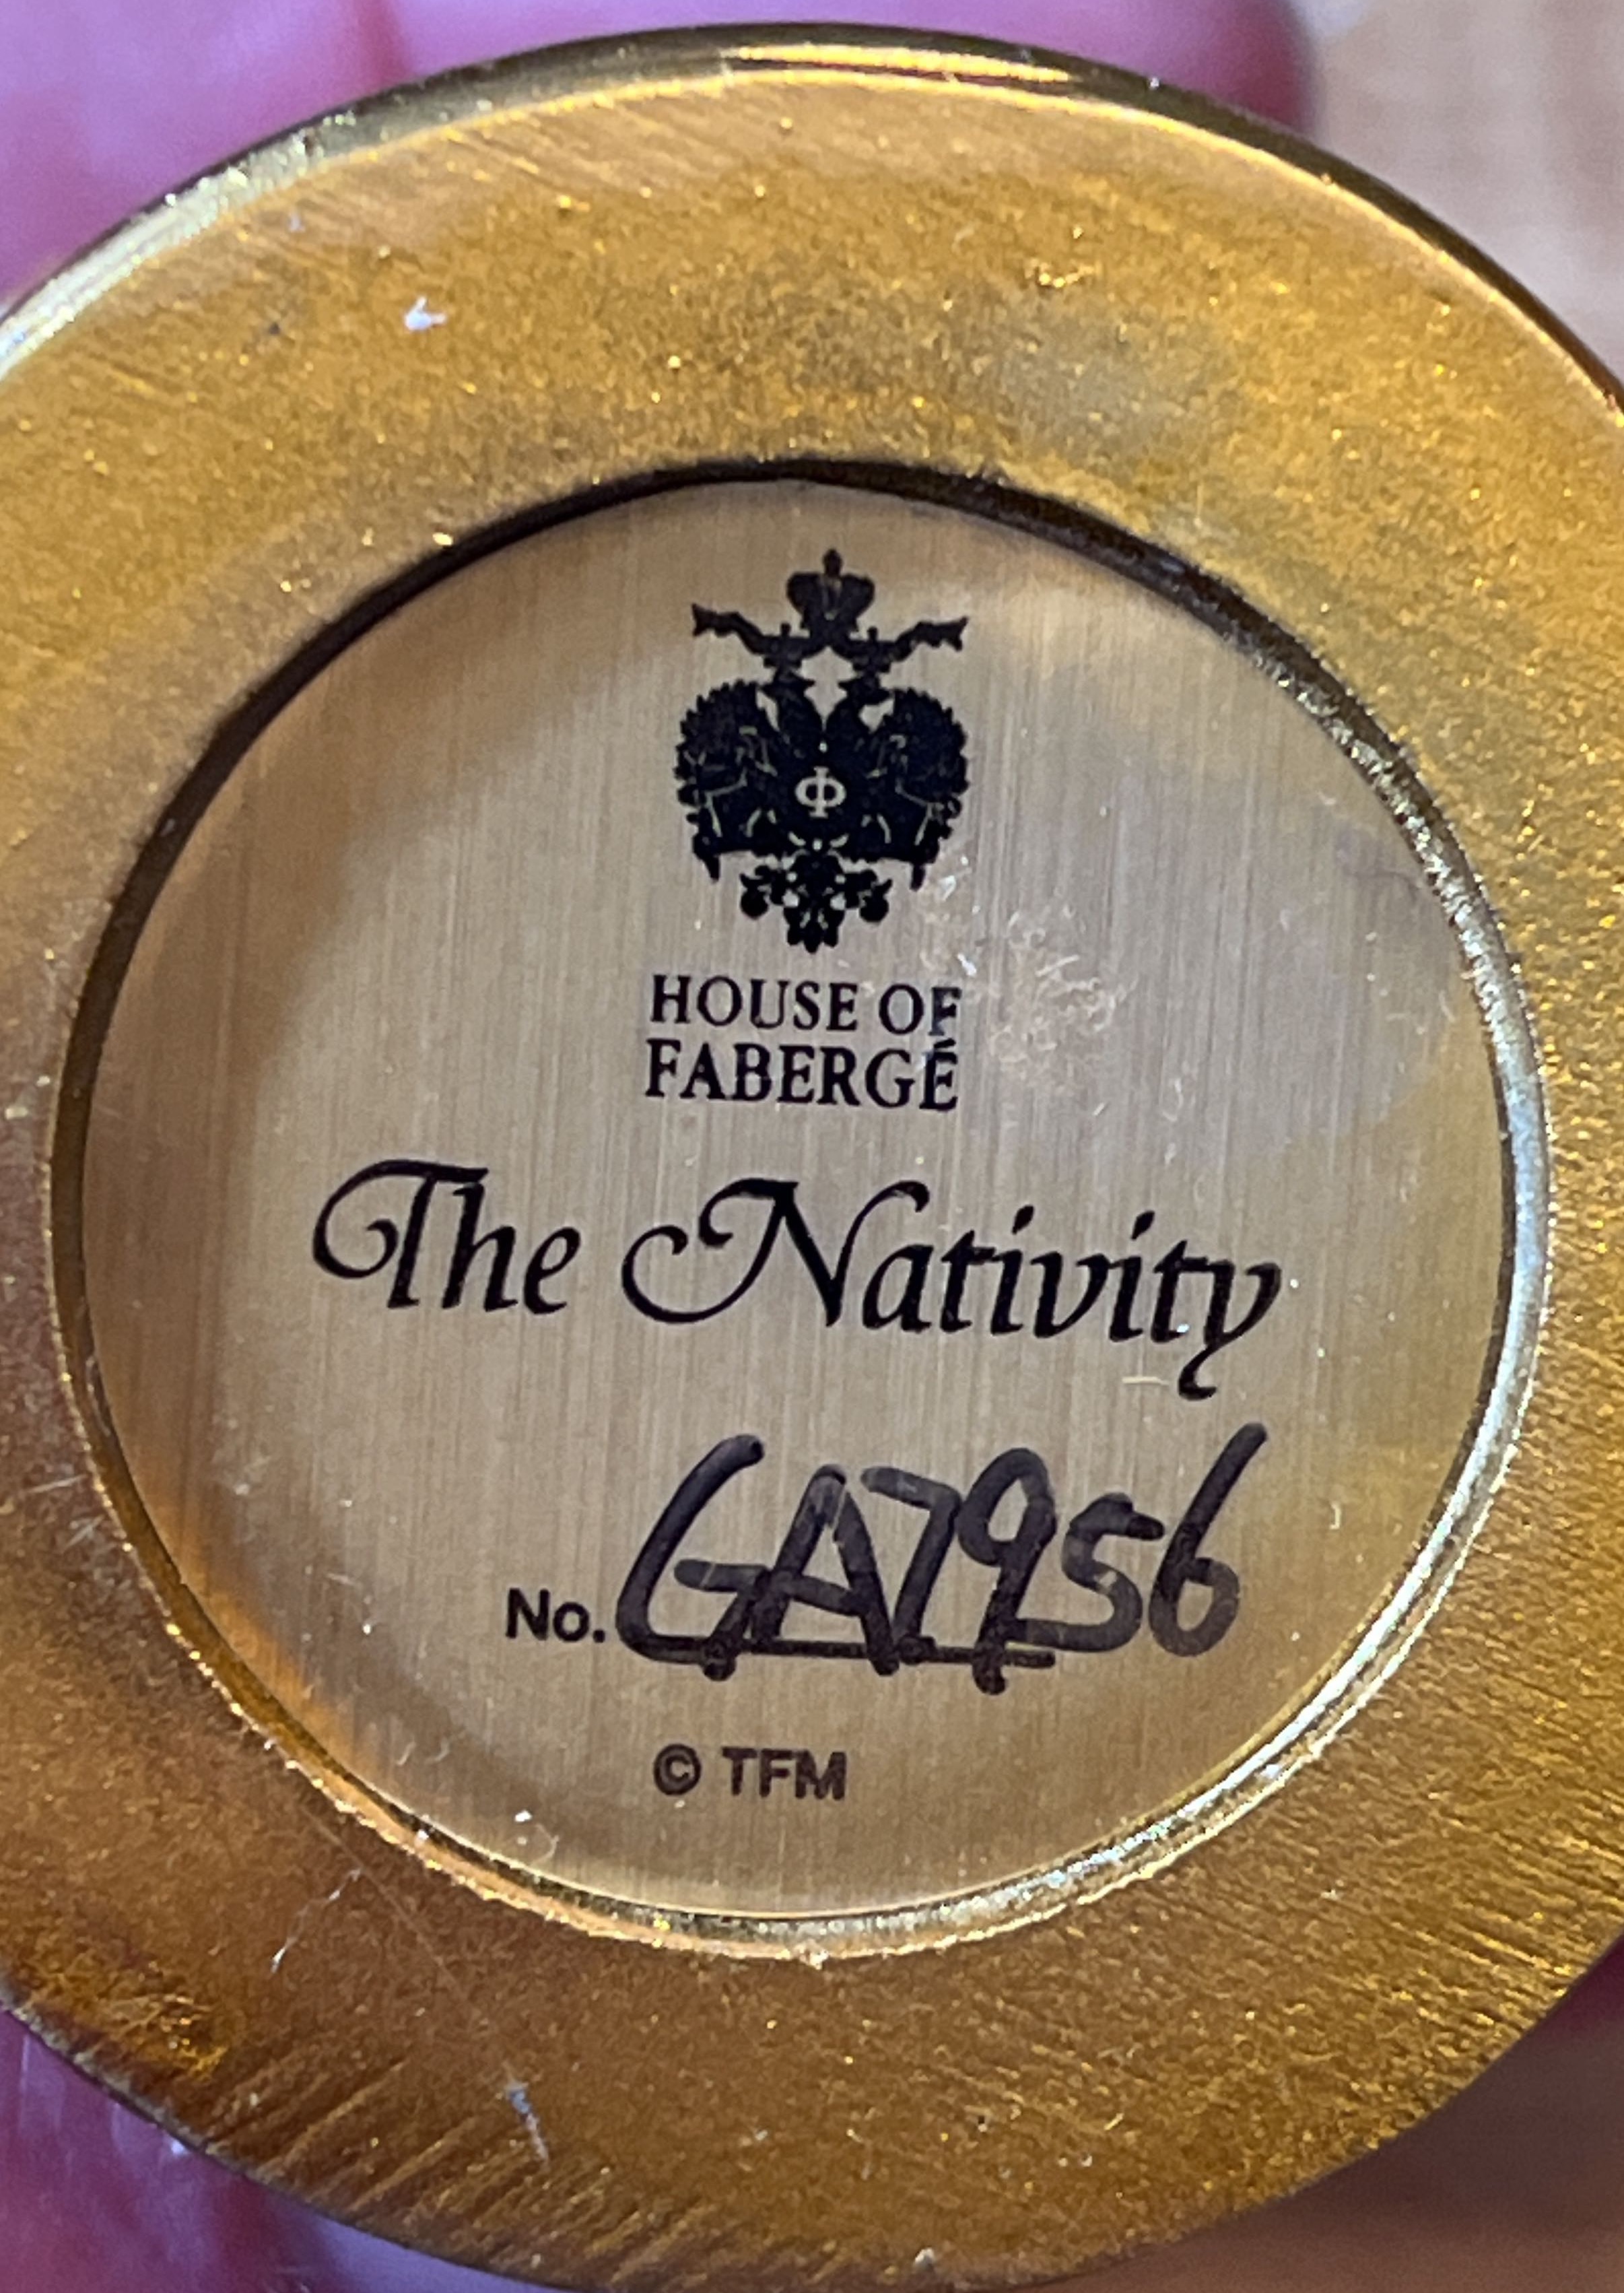 Ф
HOUSE OF
FABERGÉ
The Nativity
No. GA7956
© TFM